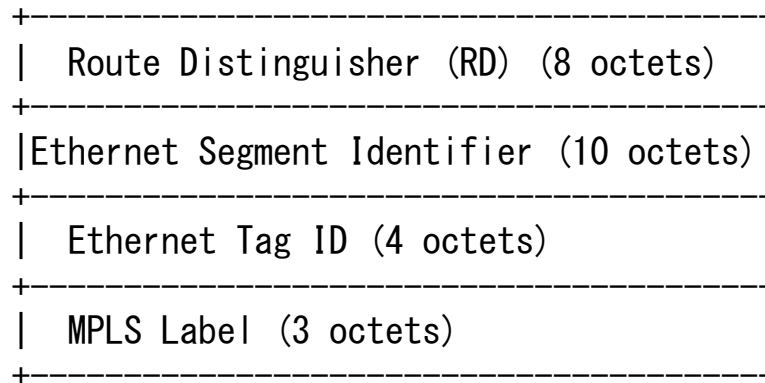 +---------------------------------------
|  Route Distinguisher (RD) (8 octets)
+---------------------------------------
|Ethernet Segment Identifier (10 octets)
+---------------------------------------
|  Ethernet Tag ID (4 octets)
+---------------------------------------
|  MPLS Label (3 octets)
+---------------------------------------